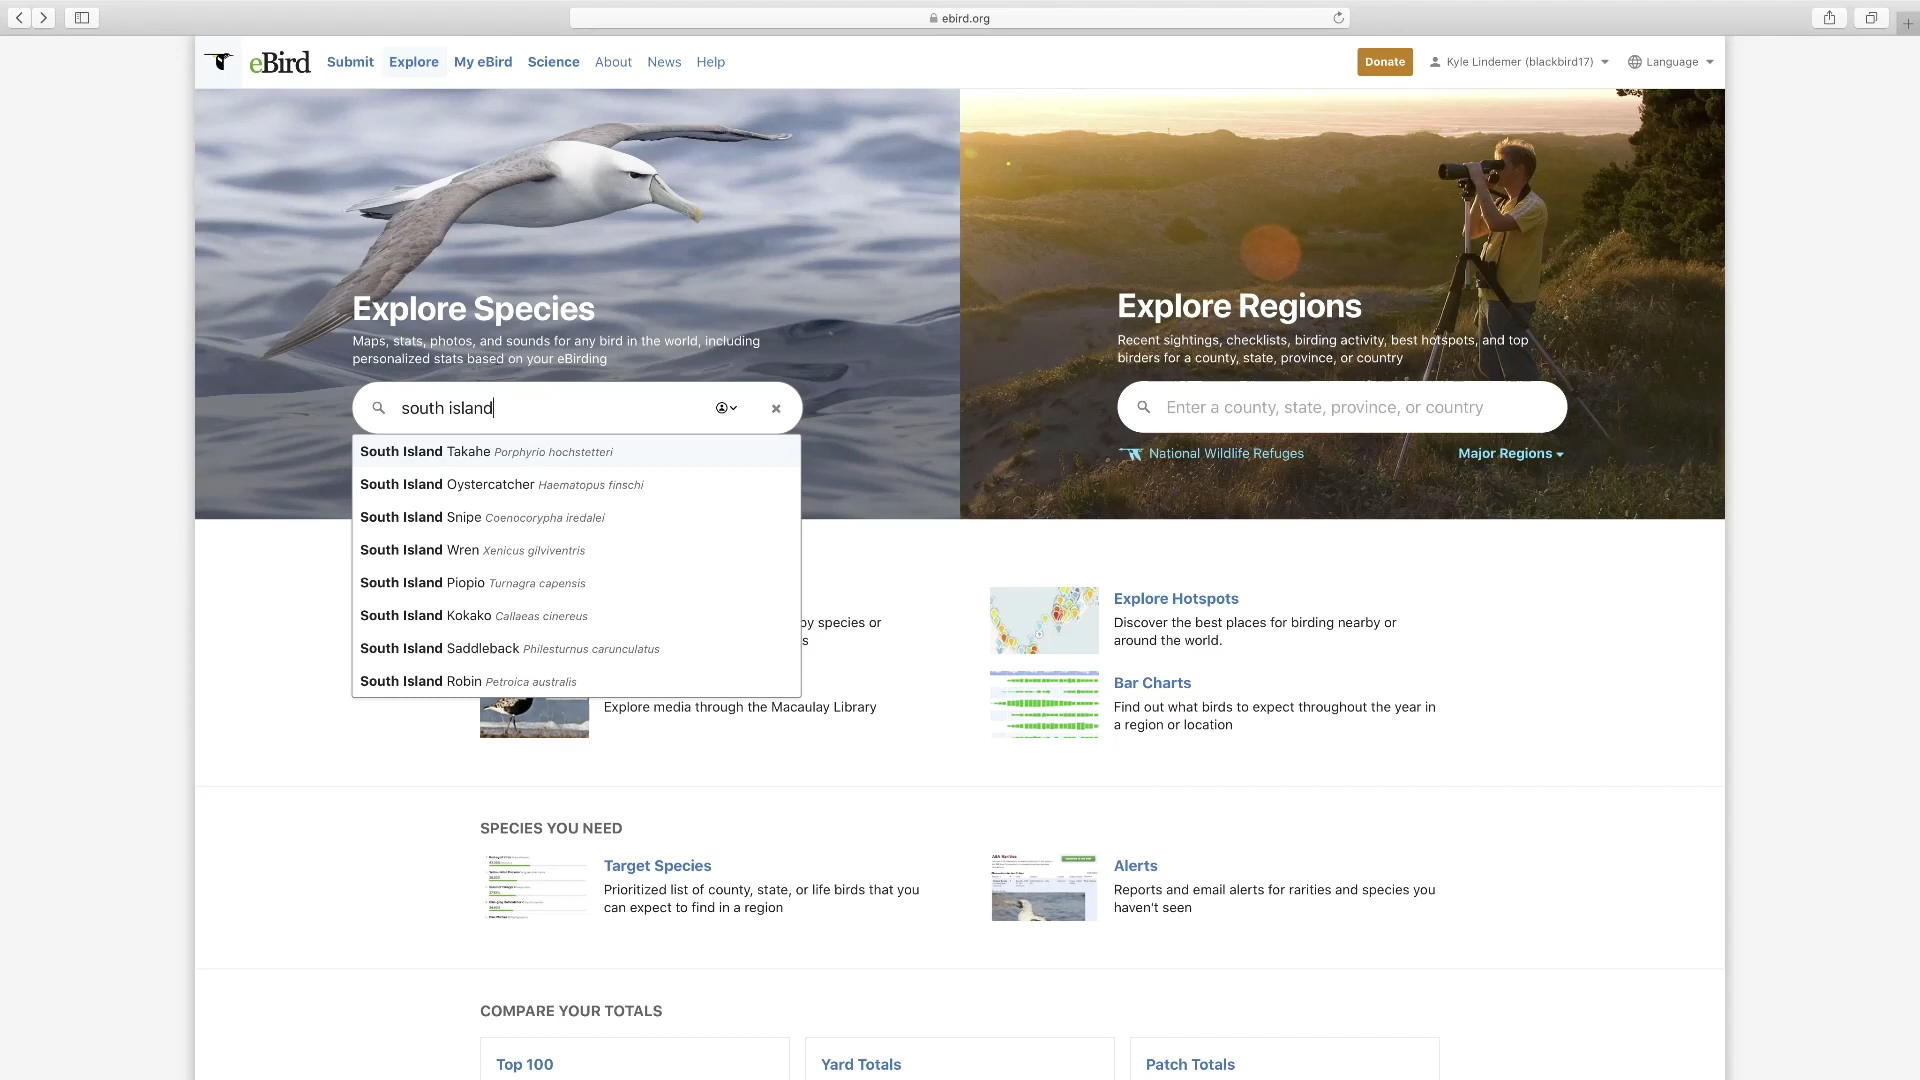 ebird.org
eBird
Submit
Explore
My eBird
Science
About
News
Help
Donate
Kyle Lindemer (blackbird17)
Language
Explore Species
Maps, stats, photos, and sounds for any bird in the world, including
personalized stats based on your eBirding
south island
South Island Takahe Porphyrio hochstetteri
South Island Oystercatcher Haematopus finschi
South Island Snipe Coenocorypha iredalei
South Island Wren Xenicus gilviventris
South Island Piopio Turnagra capensis
South Island Kokako Callaeas cinereus
South Island Saddleback Philesturnus carunculatus
South Island Robin Petroica australis
Explore Regions
Recent sightings, checklists, birding activity, best hotspots, and top
birders for a county, state, province, or country
Enter a county, state, province, or country
National Wildlife Refuges
Major Regions
by species or
s
Explore media through the Macaulay Library
Explore Hotspots
Discover the best places for birding nearby or
around the world.
Bar Charts
Find out what birds to expect throughout the year in
a region or location
SPECIES YOU NEED
Target Species
Prioritized list of county, state, or life birds that you
can expect to find in a region
Alerts
Reports and email alerts for rarities and species you
haven't seen
COMPARE YOUR TOTALS
Top 100
Yard Totals
Patch Totals